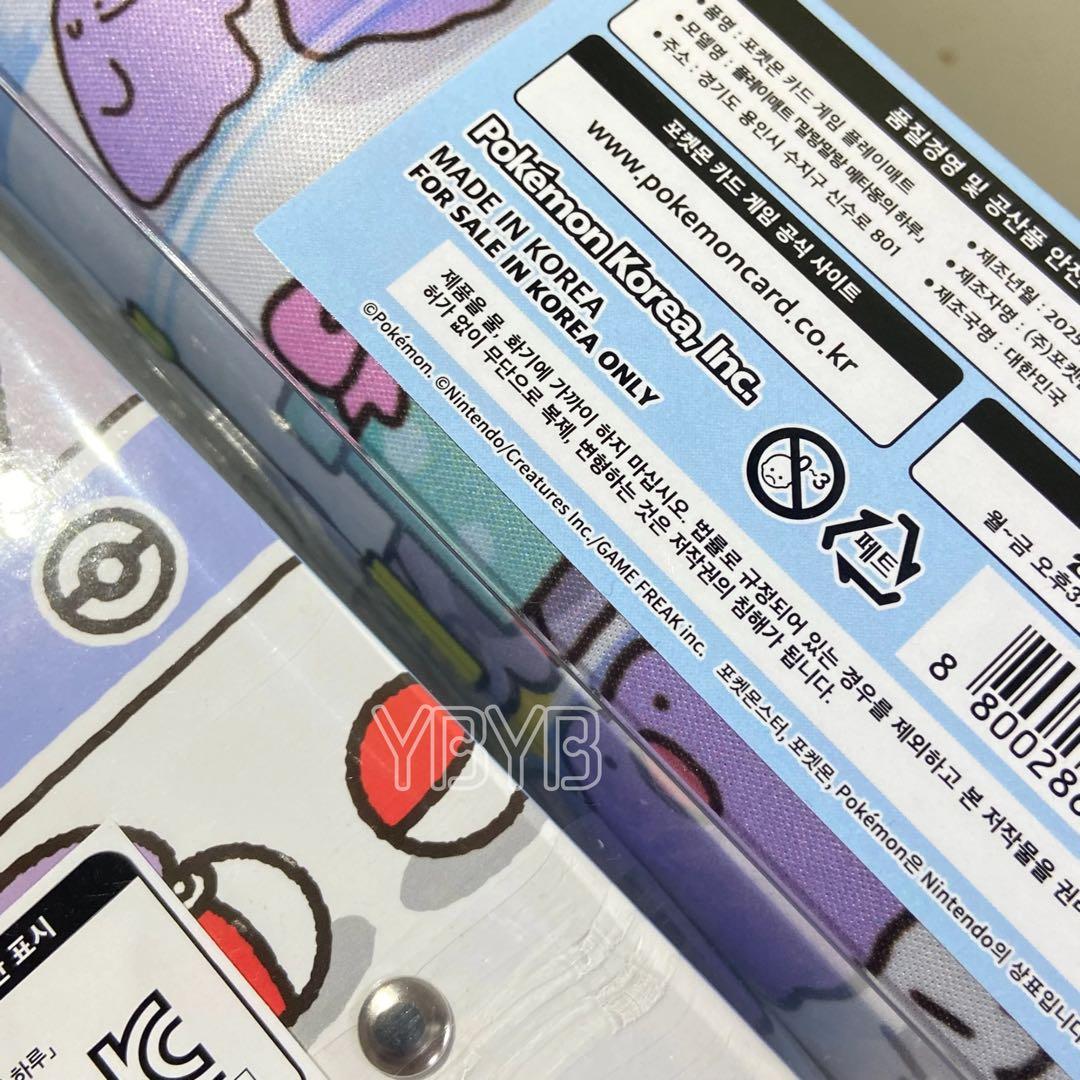 품질경영 및 공산품 안전
• 품명 : 포켓몬 카드 게임 플레이매트
• 모델명 : 플레이매트 「말랑말랑 메타몽의 하루」
• 주소 : 경기도 용인시 수지구 신수로 801
• 제조년월 : 2025
• 제조자명 : (주)포켓
• 제조국명 : 대한민국
포켓몬 카드 게임 공식 사이트
www.pokemoncard.co.kr
Pokémon Korea, Inc.
MADE IN KOREA
FOR SALE IN KOREA ONLY
제품을 물, 화기에 가까이 하지 마십시오. 법률로 규정되어 있는 경우를 제외하고 본 저작물을 권
허가 없이 무단으로 복제, 변형하는 것은 저작권의 침해가 됩니다.
©Pokémon. ©Nintendo/Creatures Inc./GAME FREAK inc. 포켓몬스터, 포켓몬, Pokémon은 Nintendo의 상표입니다
0-3
페트
월~금 오후
8 800286
YBYB
표시
하루」